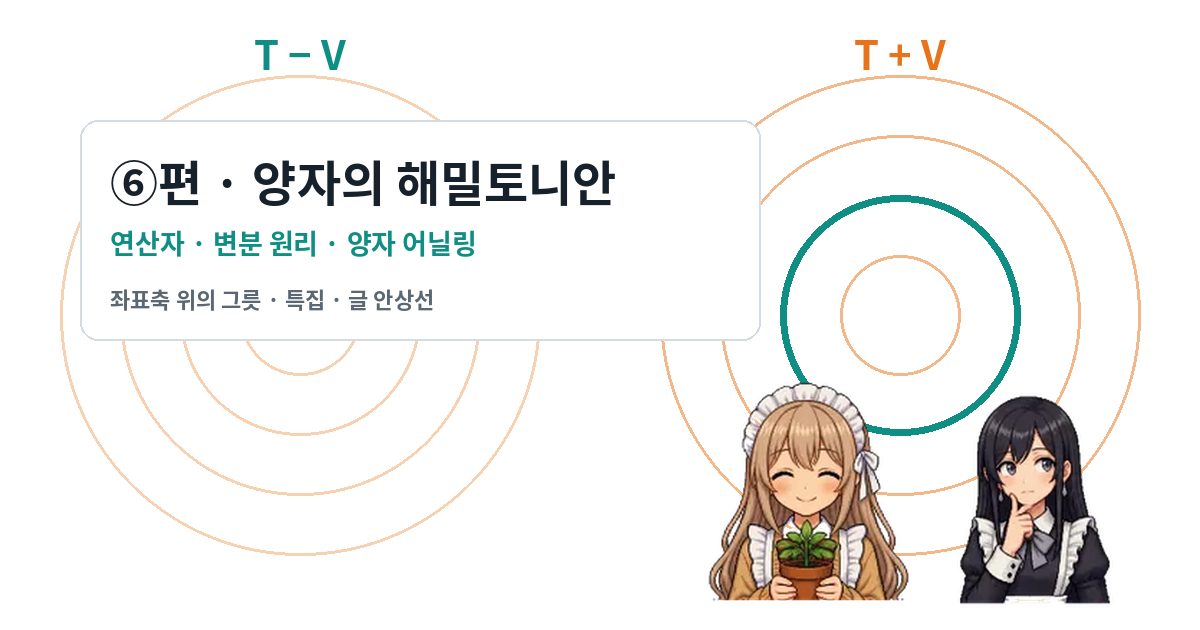 T − V
T + V
⑥편 · 양자의 해밀토니안
연산자 · 변분 원리 · 양자 어닐링
좌표축 위의 그릇 · 특집 · 글 안상선